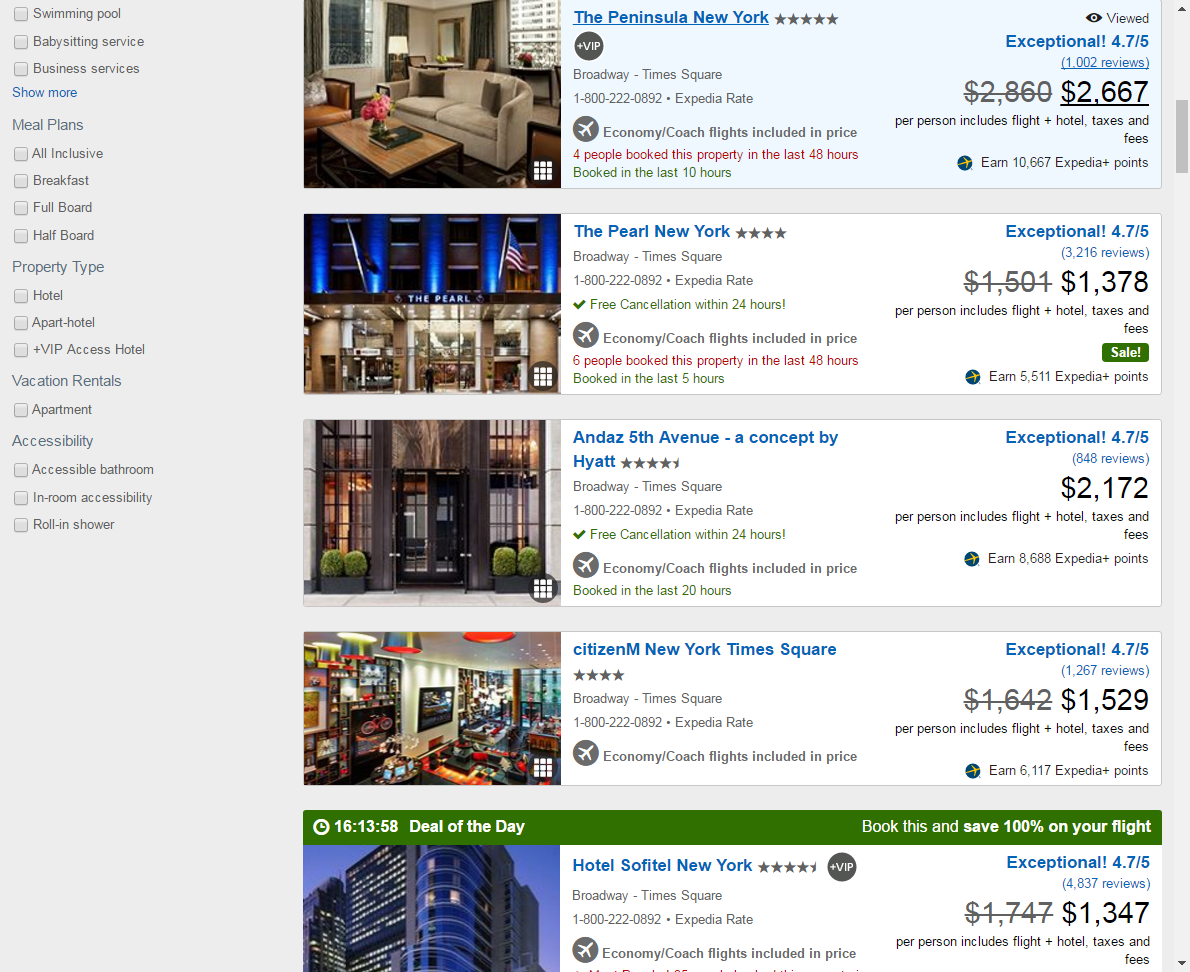 Swimming pool
Babysitting service
Business services
Show more
Meal Plans
All Inclusive
Breakfast
Full Board
Half Board
Property Type
Hotel
Apart-hotel
+VIP Access Hotel
Vacation Rentals
Apartment
Accessibility
Accessible bathroom
In-room accessibility
Roll-in shower
The Peninsula New York
+VIP
Broadway - Times Square
1-800-222-0892 • Expedia Rate
Economy/Coach flights included in price
4 people booked this property in the last 48 hours
Booked in the last 10 hours
Viewed
Exceptional! 4.7/5
(1,002 reviews)
$2,860 $2,667
per person includes flight + hotel, taxes and
fees
Earn 10,667 Expedia+ points
THE PEARL
The Pearl New York
Broadway - Times Square
1-800-222-0892 • Expedia Rate
Free Cancellation within 24 hours!
Economy/Coach flights included in price
6 people booked this property in the last 48 hours
Booked in the last 5 hours
Exceptional! 4.7/5
(3,216 reviews)
$1,501 $1,378
per person includes flight + hotel, taxes and
fees
Sale!
Earn 5,511 Expedia+ points
Andaz 5th Avenue - a concept by
Hyatt
Broadway - Times Square
1-800-222-0892 • Expedia Rate
Free Cancellation within 24 hours!
Economy/Coach flights included in price
Booked in the last 20 hours
Exceptional! 4.7/5
(848 reviews)
$2,172
per person includes flight + hotel, taxes and
fees
Earn 8,688 Expedia+ points
citizenM New York Times Square
Broadway - Times Square
1-800-222-0892 • Expedia Rate
Economy/Coach flights included in price
Exceptional! 4.7/5
(1,267 reviews)
$1,642 $1,529
per person includes flight + hotel, taxes and
fees
Earn 6,117 Expedia+ points
16:13:58 Deal of the Day
Book this and save 100% on your flight
Hotel Sofitel New York
+VIP
Broadway - Times Square
1-800-222-0892 • Expedia Rate
Economy/Coach flights included in price
Exceptional! 4.7/5
(4,837 reviews)
$1,747 $1,347
per person includes flight + hotel, taxes and
fees